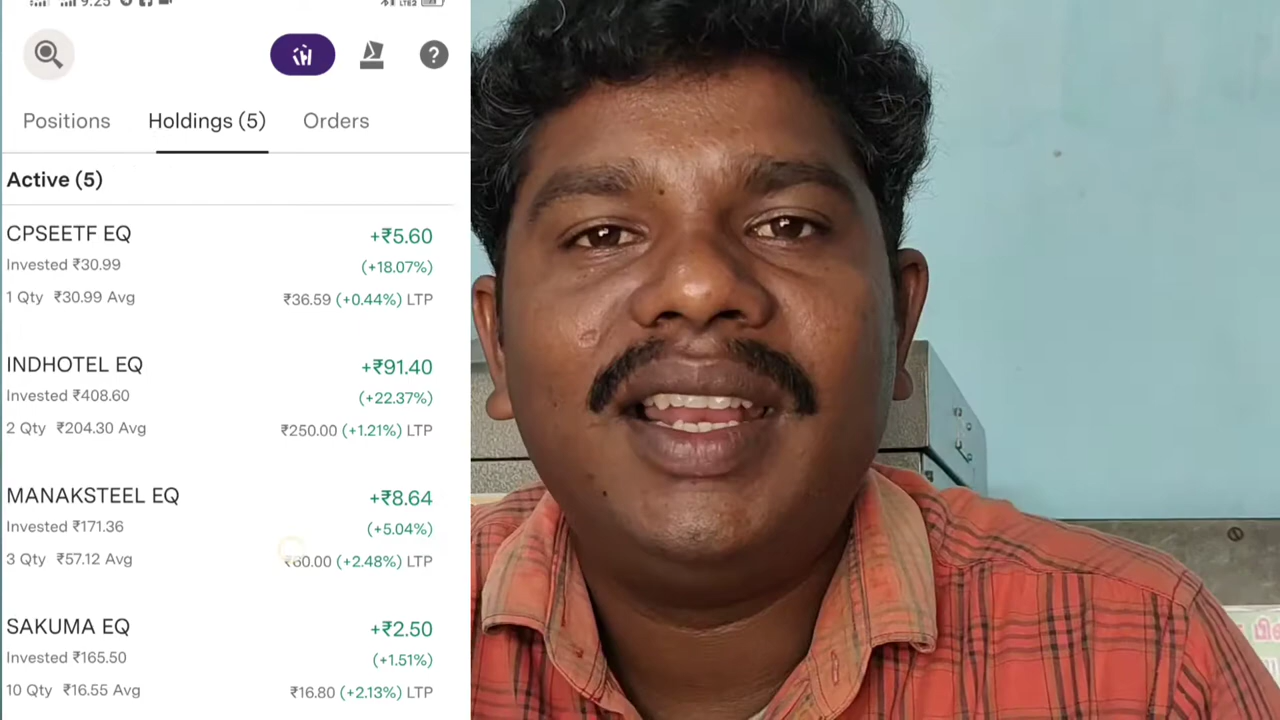 9:25
LTE2
Positions Holdings (5) Orders
Active (5)
CPSEETF EQ +₹5.60
Invested ₹30.99 (+18.07%)
1 Qty ₹30.99 Avg ₹36.59 (+0.44%) LTP
INDHOTEL EQ +₹91.40
Invested ₹408.60 (+22.37%)
2 Qty ₹204.30 Avg ₹250.00 (+1.21%) LTP
MANAKSTEEL EQ +₹8.64
Invested ₹171.36 (+5.04%)
3 Qty ₹57.12 Avg ₹60.00 (+2.48%) LTP
SAKUMA EQ +₹2.50
Invested ₹165.50 (+1.51%)
10 Qty ₹16.55 Avg ₹16.80 (+2.13%) LTP